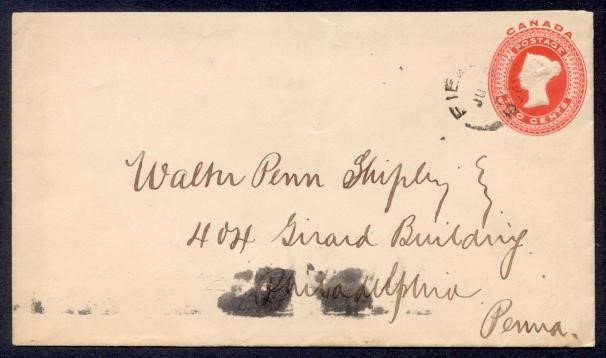 CANADA
POSTAGE
TWO CENTS
Walter Penn Shipley Esq
404 Girard Building.
Philadelphia
Penna.